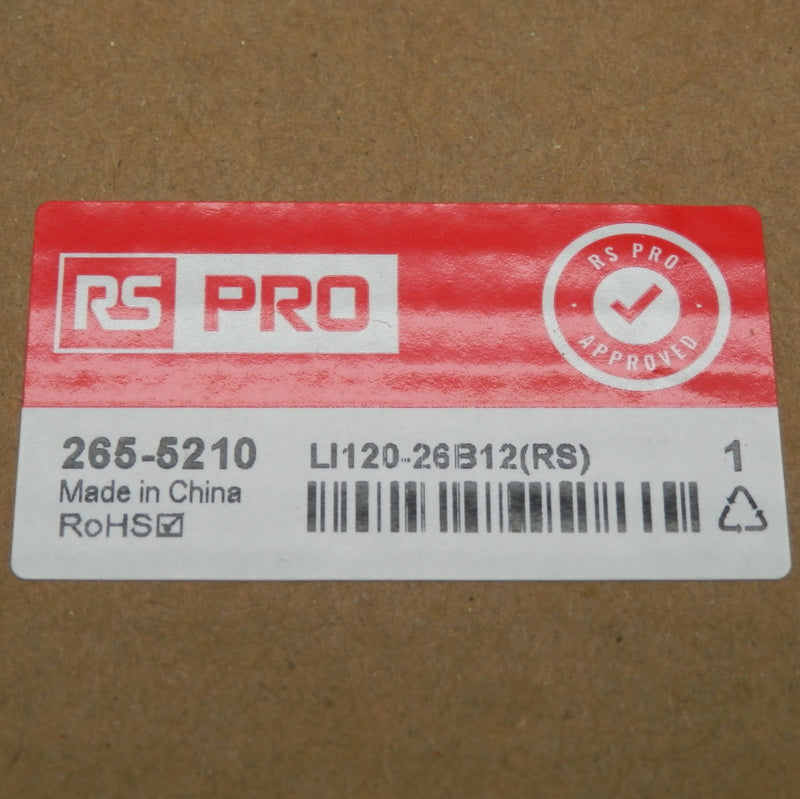 RS PRO
RS PRO
APPROVED
265-5210
LI120-26B12(RS)
1
Made in China
RoHS☑